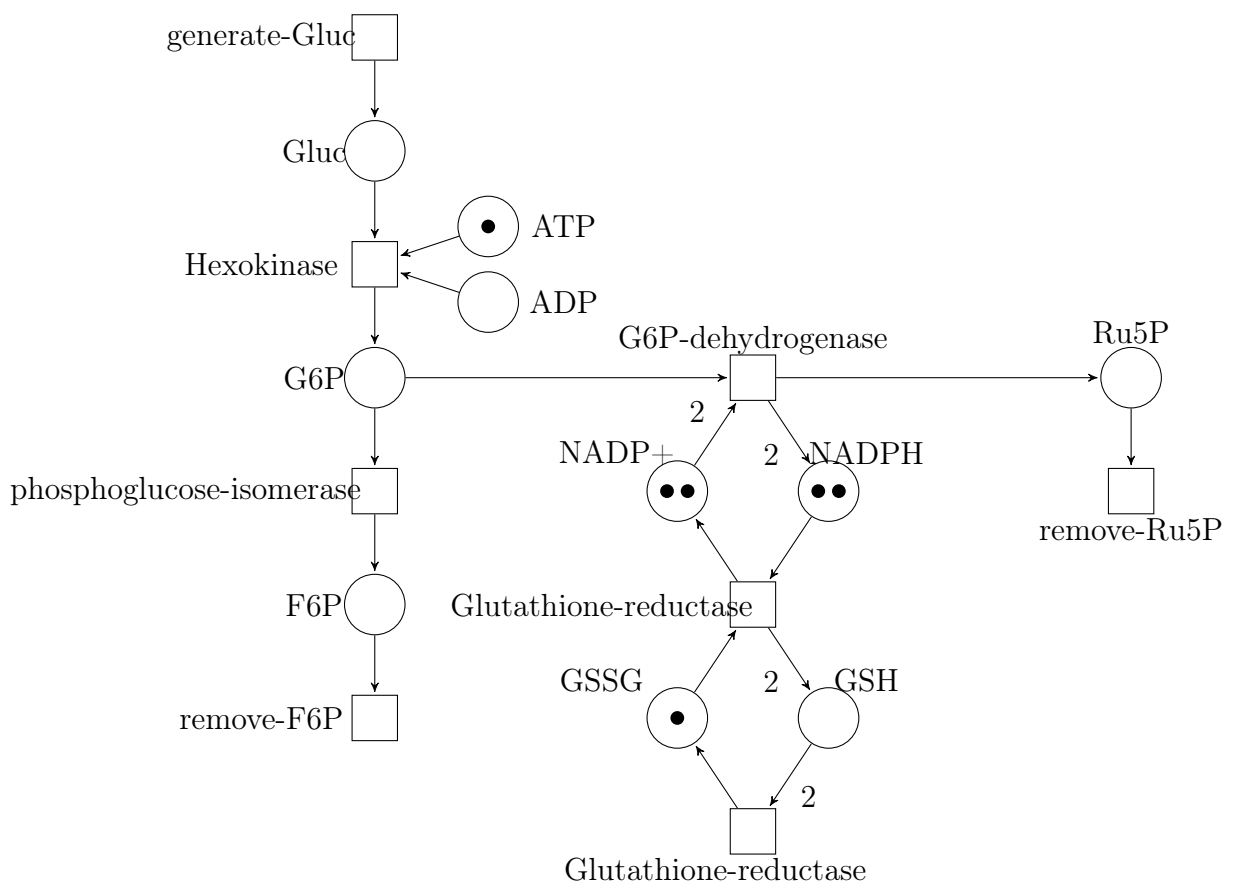 generate-Gluc
Gluc
ATP
Hexokinase
ADP
G6P-dehydrogenase
Ru5P
G6P
2
NADP+
2
NADPH
phosphoglucose-isomerase
remove-Ru5P
F6P
Glutathione-reductase
GSSG
2
GSH
remove-F6P
2
Glutathione-reductase